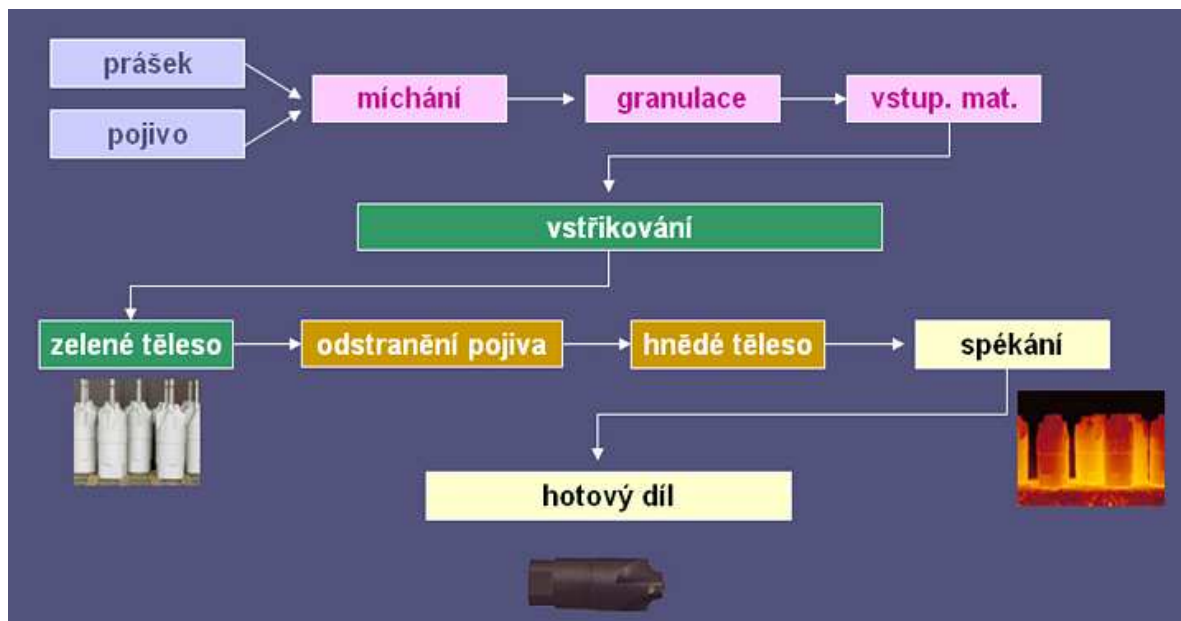 prášek
pojivo
míchání
granulace
vstup. mat.
vstřikování
zelené těleso
odstranění pojiva
hnědé těleso
spékání
hotový díl